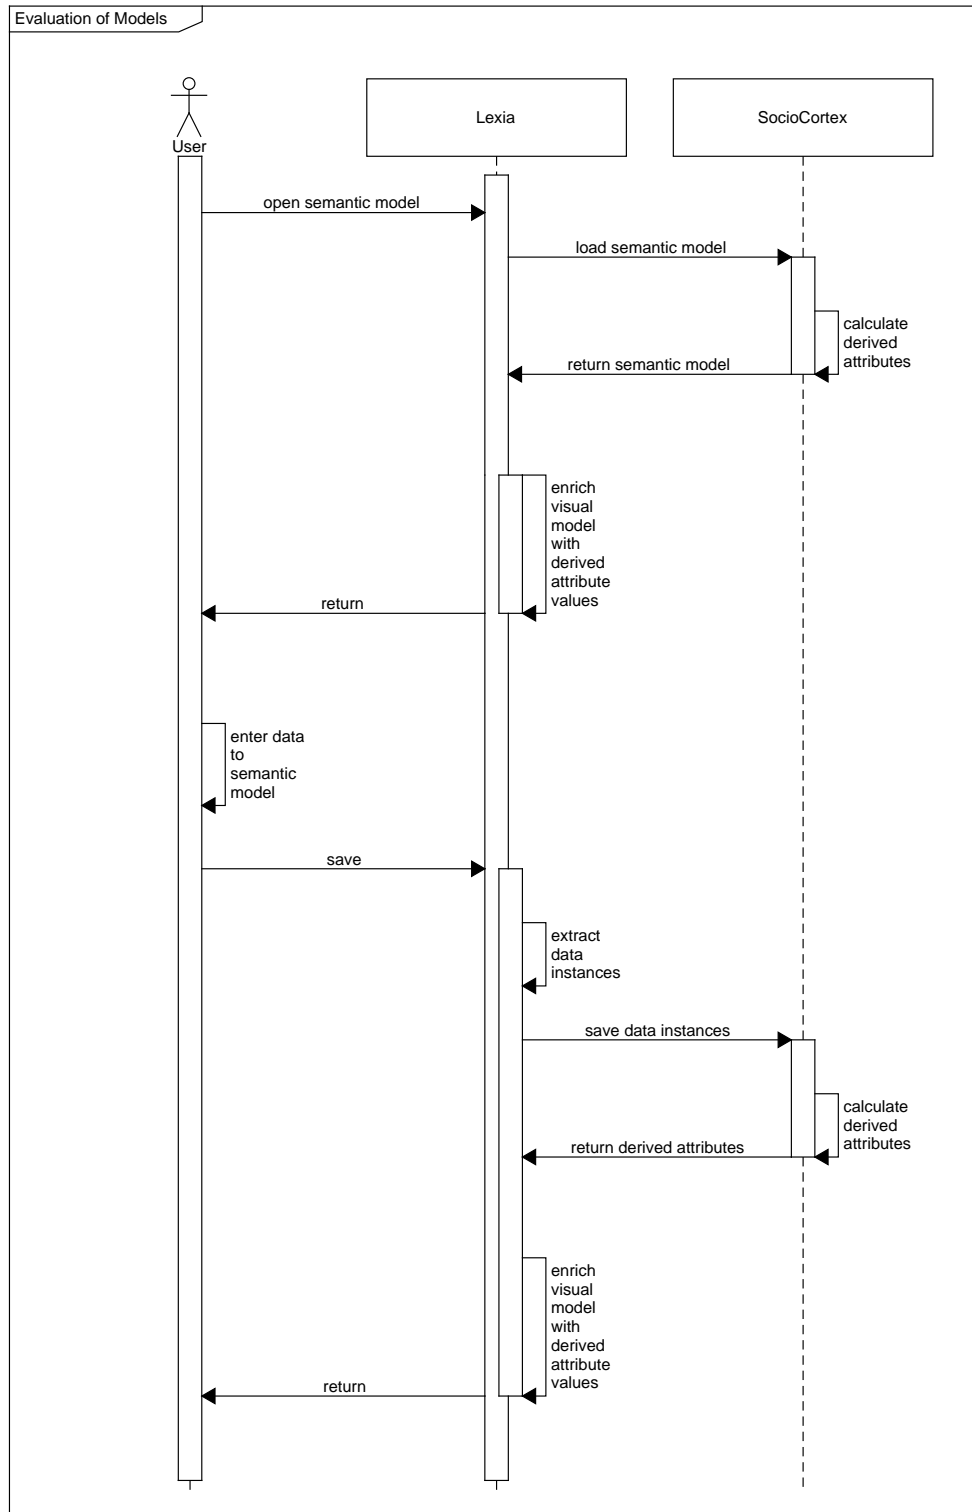 Evaluation of Models
User
Lexia
SocioCortex
open semantic model
load semantic model
calculate
derived
attributes
return semantic model
enrich
visual
model
with
derived
attribute
values
return
enter data
to
semantic
model
save
extract
data
instances
save data instances
calculate
derived
attributes
return derived attributes
enrich
visual
model
with
derived
attribute
values
return